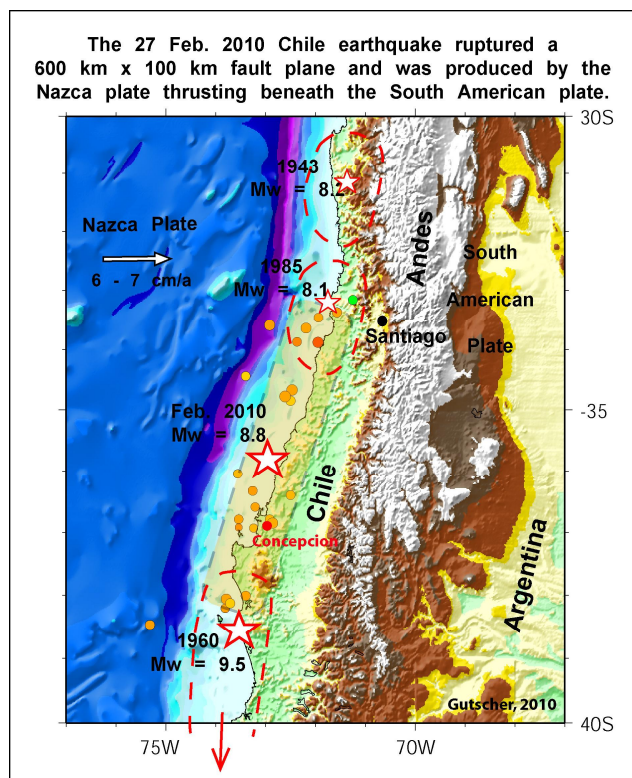 The 27 Feb. 2010 Chile earthquake ruptured a
600 km x 100 km fault plane and was produced by the
Nazca plate thrusting beneath the South American plate.
30S
1943
Mw = 8.2
Nazca Plate
6 - 7 cm/a
Andes
South
American
Plate
1985
Mw = 8.1
Santiago
-35
Feb. 2010
Mw = 8.8
Chile
Concepcion
Argentina
1960
Mw = 9.5
Gutscher, 2010
40S
75W
70W